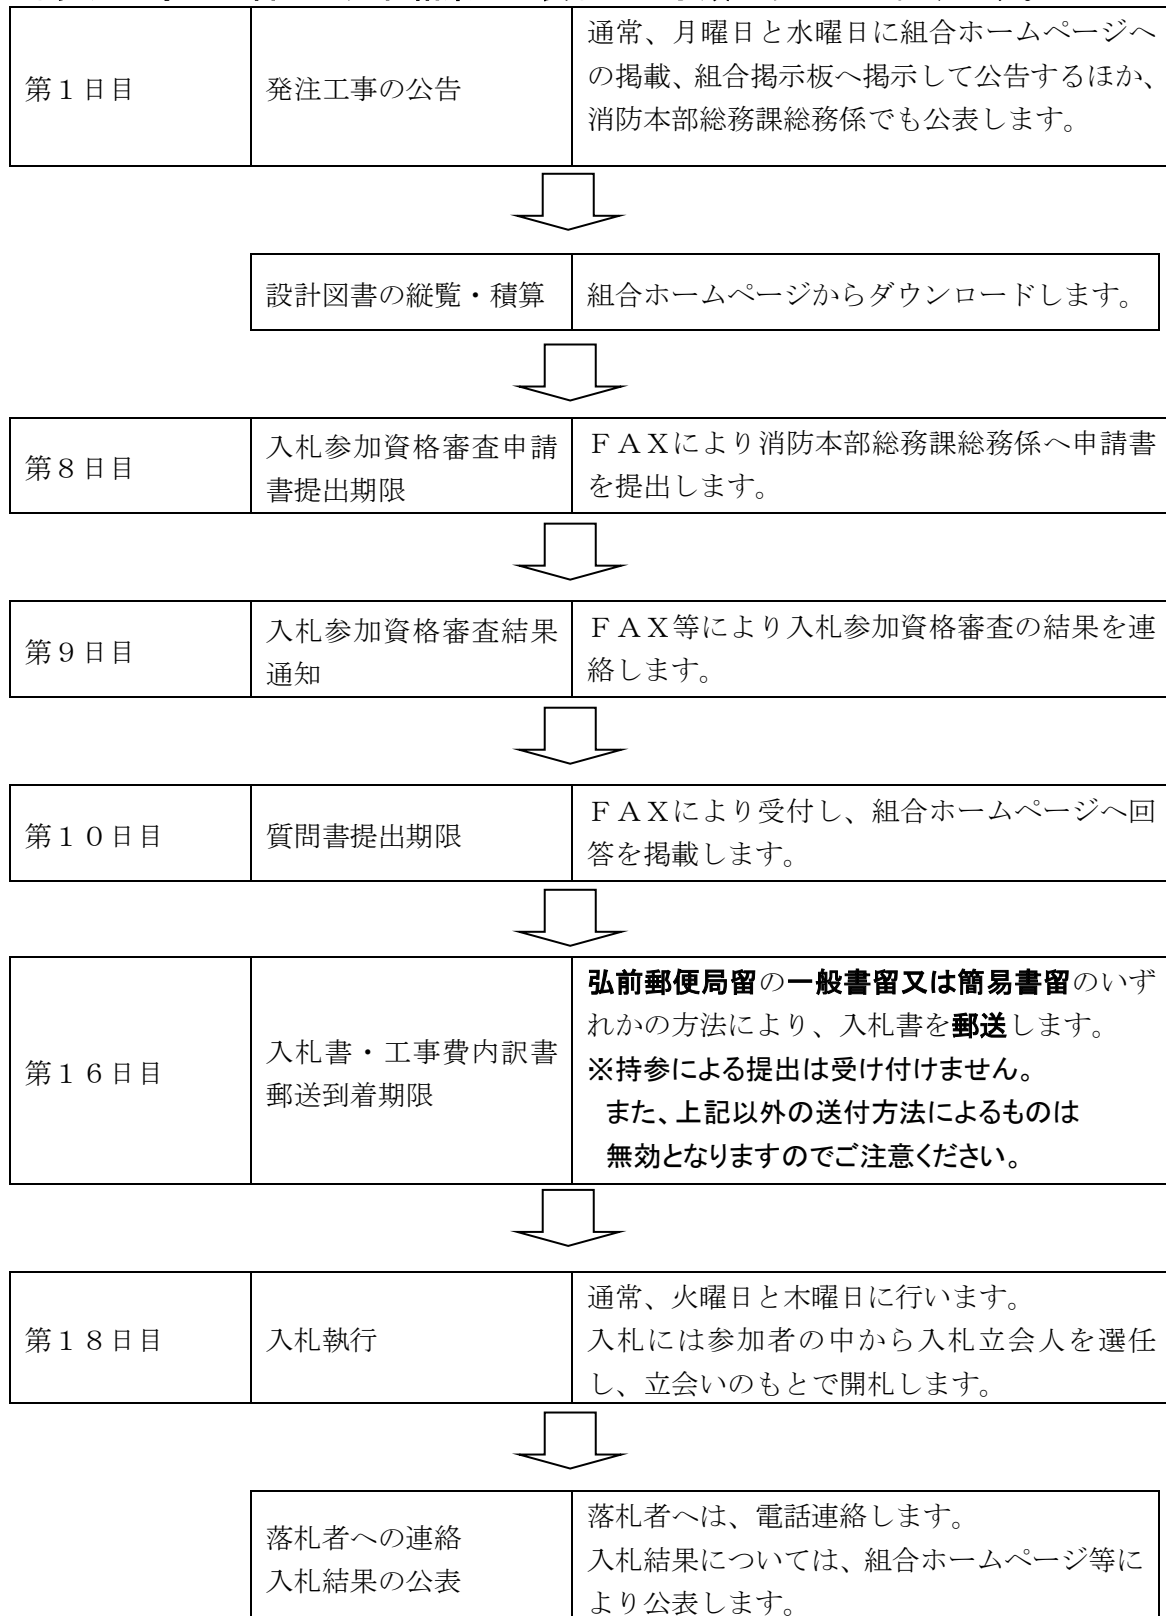 第１日目
発注工事の公告
通常、月曜日と水曜日に組合ホームページへ
の掲載、組合掲示板へ掲示して公告するほか、
消防本部総務課総務係でも公表します。
設計図書の縦覧・積算
組合ホームページからダウンロードします。
第８日目
入札参加資格審査申請
書提出期限
ＦＡＸにより消防本部総務課総務係へ申請書
を提出します。
第９日目
入札参加資格審査結果
通知
ＦＡＸ等により入札参加資格審査の結果を連
絡します。
第１０日目
質問書提出期限
ＦＡＸにより受付し、組合ホームページへ回
答を掲載します。
第１６日目
入札書・工事費内訳書
郵送到着期限
弘前郵便局留の一般書留又は簡易書留のいず
れかの方法により、入札書を郵送します。
※持参による提出は受け付けません。
また、上記以外の送付方法によるものは
無効となりますのでご注意ください。
第１８日目
入札執行
通常、火曜日と木曜日に行います。
入札には参加者の中から入札立会人を選任
し、立会いのもとで開札します。
落札者への連絡
入札結果の公表
落札者へは、電話連絡します。
入札結果については、組合ホームページ等に
より公表します。